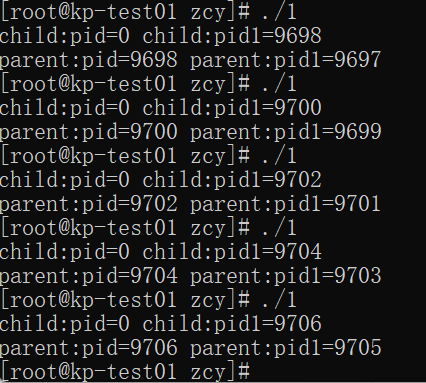 [root@kp-test01 zcy]# ./1
child:pid=0 child:pid1=9698
parent:pid=9698 parent:pid1=9697
[root@kp-test01 zcy]# ./1
child:pid=0 child:pid1=9700
parent:pid=9700 parent:pid1=9699
[root@kp-test01 zcy]# ./1
child:pid=0 child:pid1=9702
parent:pid=9702 parent:pid1=9701
[root@kp-test01 zcy]# ./1
child:pid=0 child:pid1=9704
parent:pid=9704 parent:pid1=9703
[root@kp-test01 zcy]# ./1
child:pid=0 child:pid1=9706
parent:pid=9706 parent:pid1=9705
[root@kp-test01 zcy]#